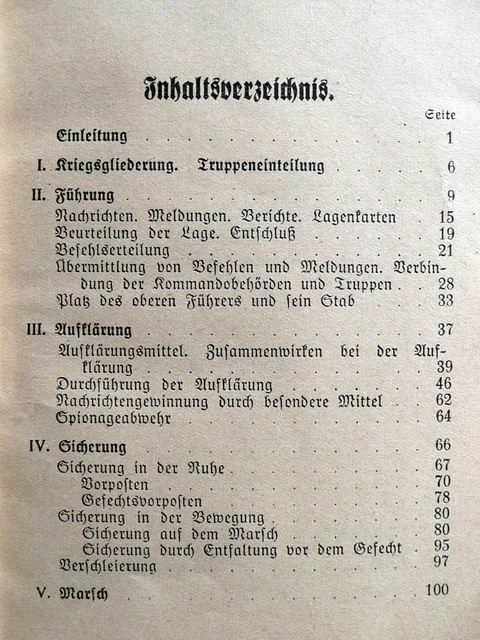 Inhaltsverzeichnis.
Seite
Einleitung 1
I. Kriegsgliederung. Truppeneinteilung 6
II. Führung 9
Nachrichten. Meldungen. Berichte. Lagenkarten 15
Beurteilung der Lage. Entschluß 19
Befehlserteilung 21
Übermittlung von Befehlen und Meldungen. Verbin-
dung der Kommandobehörden und Truppen 28
Platz des oberen Führers und sein Stab 33
III. Aufklärung 37
Aufklärungsmittel. Zusammenwirken bei der Auf-
klärung 39
Durchführung der Aufklärung 46
Nachrichtengewinnung durch besondere Mittel 62
Spionageabwehr 64
IV. Sicherung 66
Sicherung in der Ruhe 67
Vorposten 70
Gefechtsvorposten 78
Sicherung in der Bewegung 80
Sicherung auf dem Marsch 80
Sicherung durch Entfaltung vor dem Gefecht 95
Verschleierung 97
V. Marsch 100